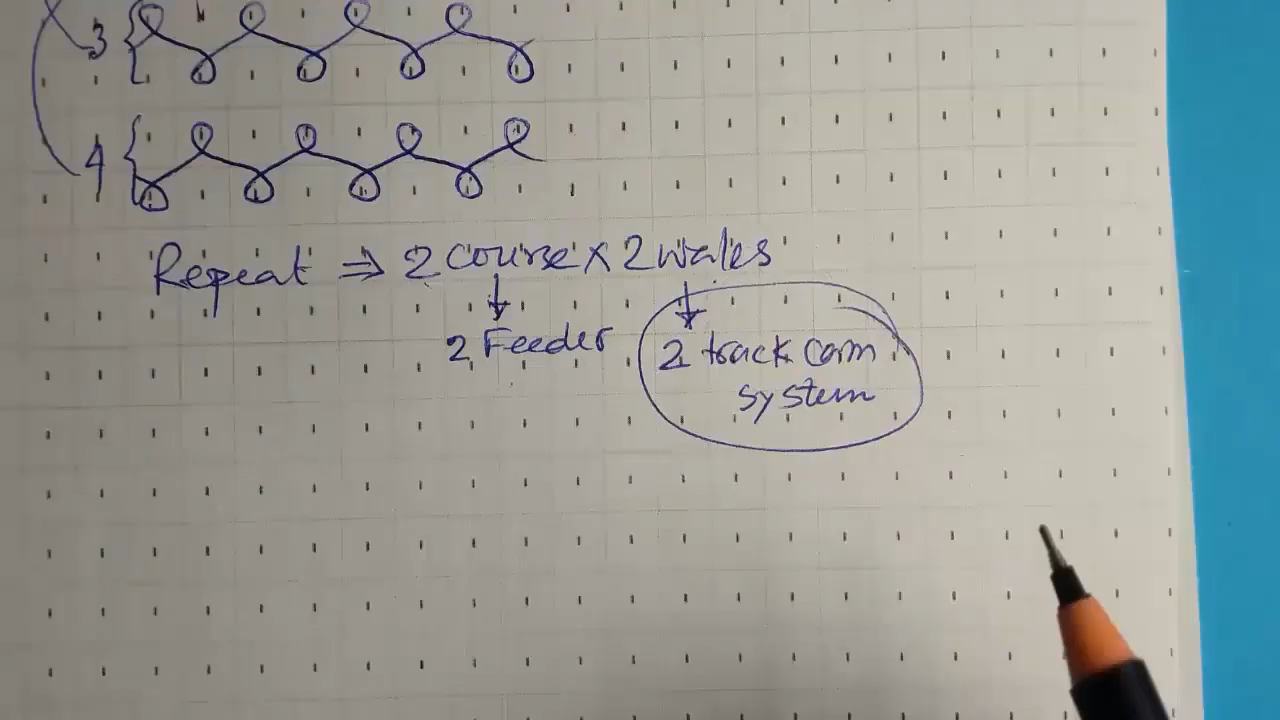 3
4
Repeat ⇒ 2 course x 2 wales
2 Feeder
2 track cam
system